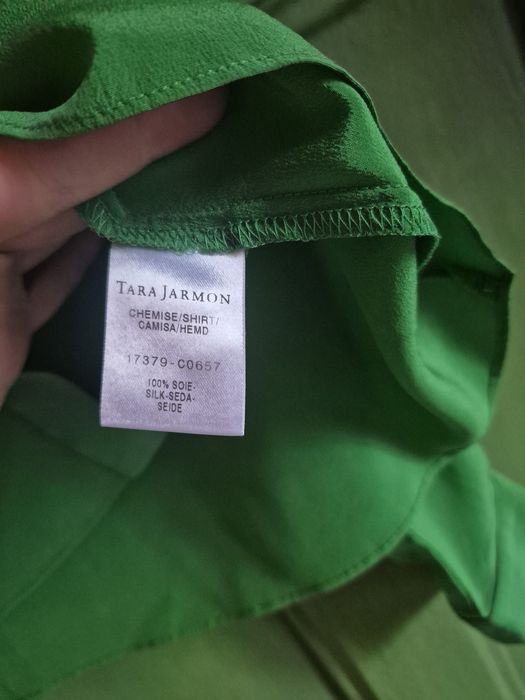 TARA JARMON
CHEMISE/SHIRT/
CAMISA/HEMD
17379-C0657
100% SOIE-
SILK-SEDA-
SEIDE